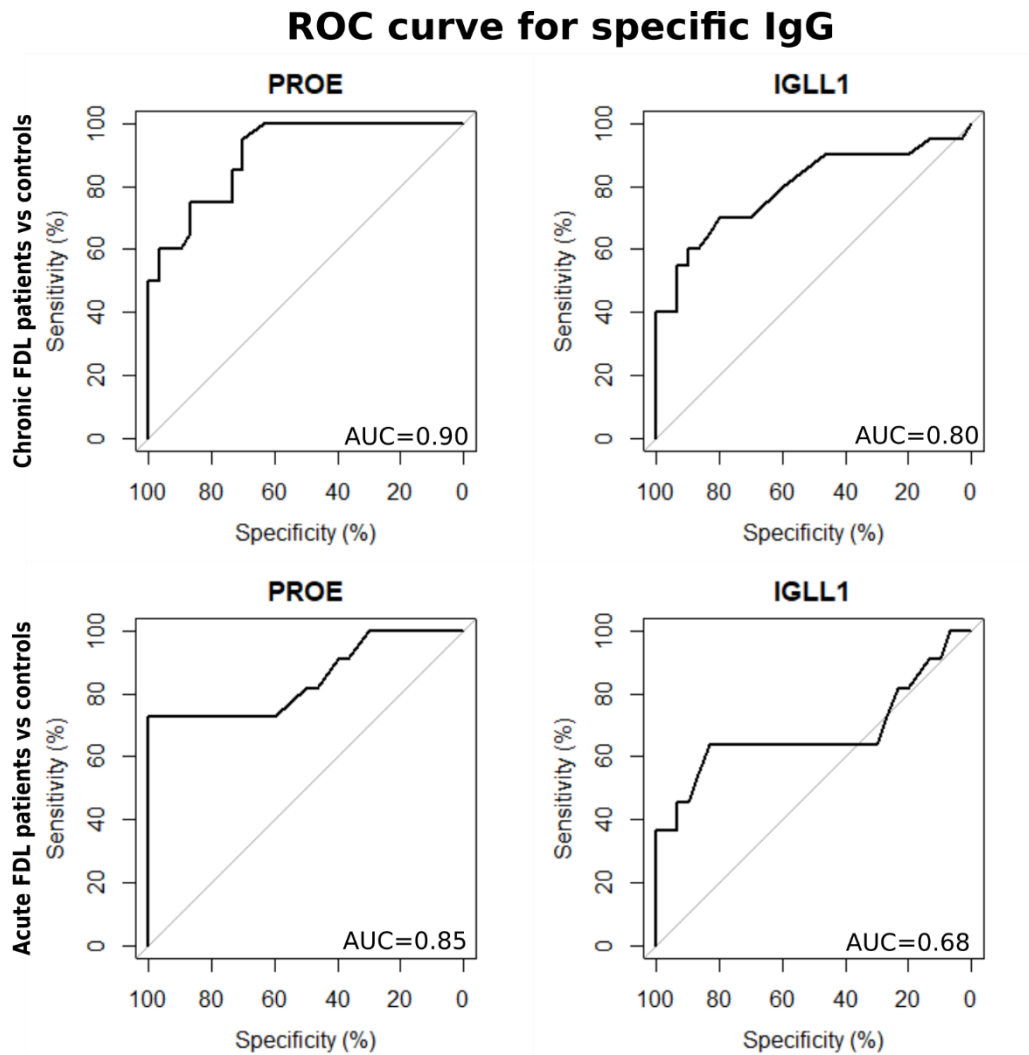 ROC curve for specific IgG
Chronic FDL patients vs controls
PROE
Sensitivity (%)
100
80
60
40
20
0
AUC=0.90
100 80 60 40 20 0
Specificity (%)
IGLL1
Sensitivity (%)
100
80
60
40
20
0
AUC=0.80
100 80 60 40 20 0
Specificity (%)
Acute FDL patients vs controls
PROE
Sensitivity (%)
100
80
60
40
20
0
AUC=0.85
100 80 60 40 20 0
Specificity (%)
IGLL1
Sensitivity (%)
100
80
60
40
20
0
AUC=0.68
100 80 60 40 20 0
Specificity (%)